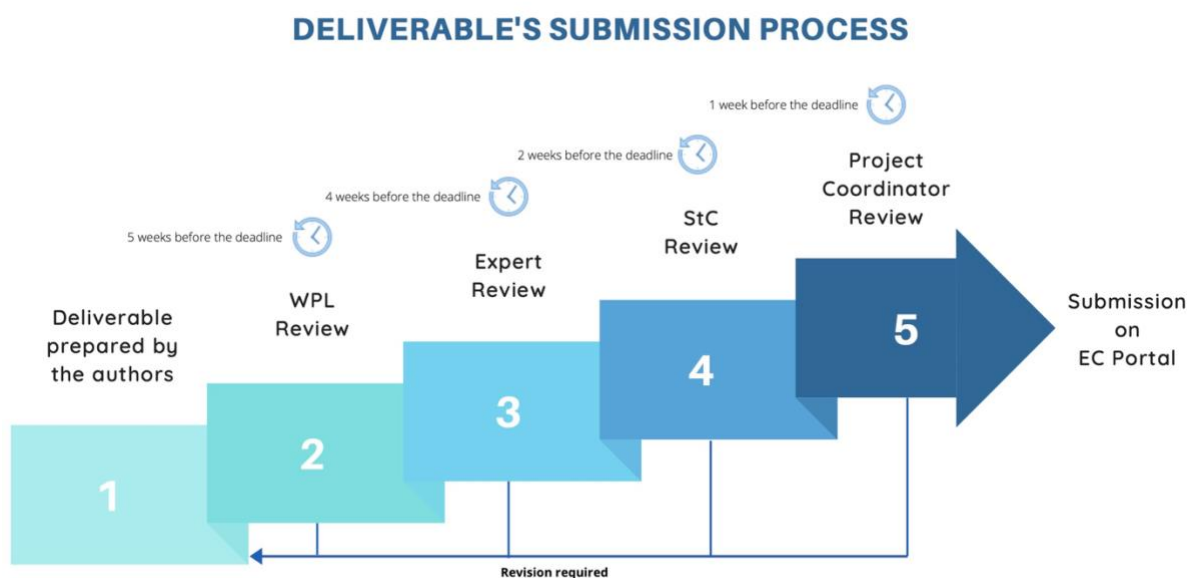 DELIVERABLE'S SUBMISSION PROCESS
1 week before the deadline
2 weeks before the deadline
4 weeks before the deadline
5 weeks before the deadline
Project
Coordinator
Review
StC
Review
Expert
Review
WPL
Review
Deliverable
prepared by
the authors
Submission
on
EC Portal
1
2
3
4
5
Revision required